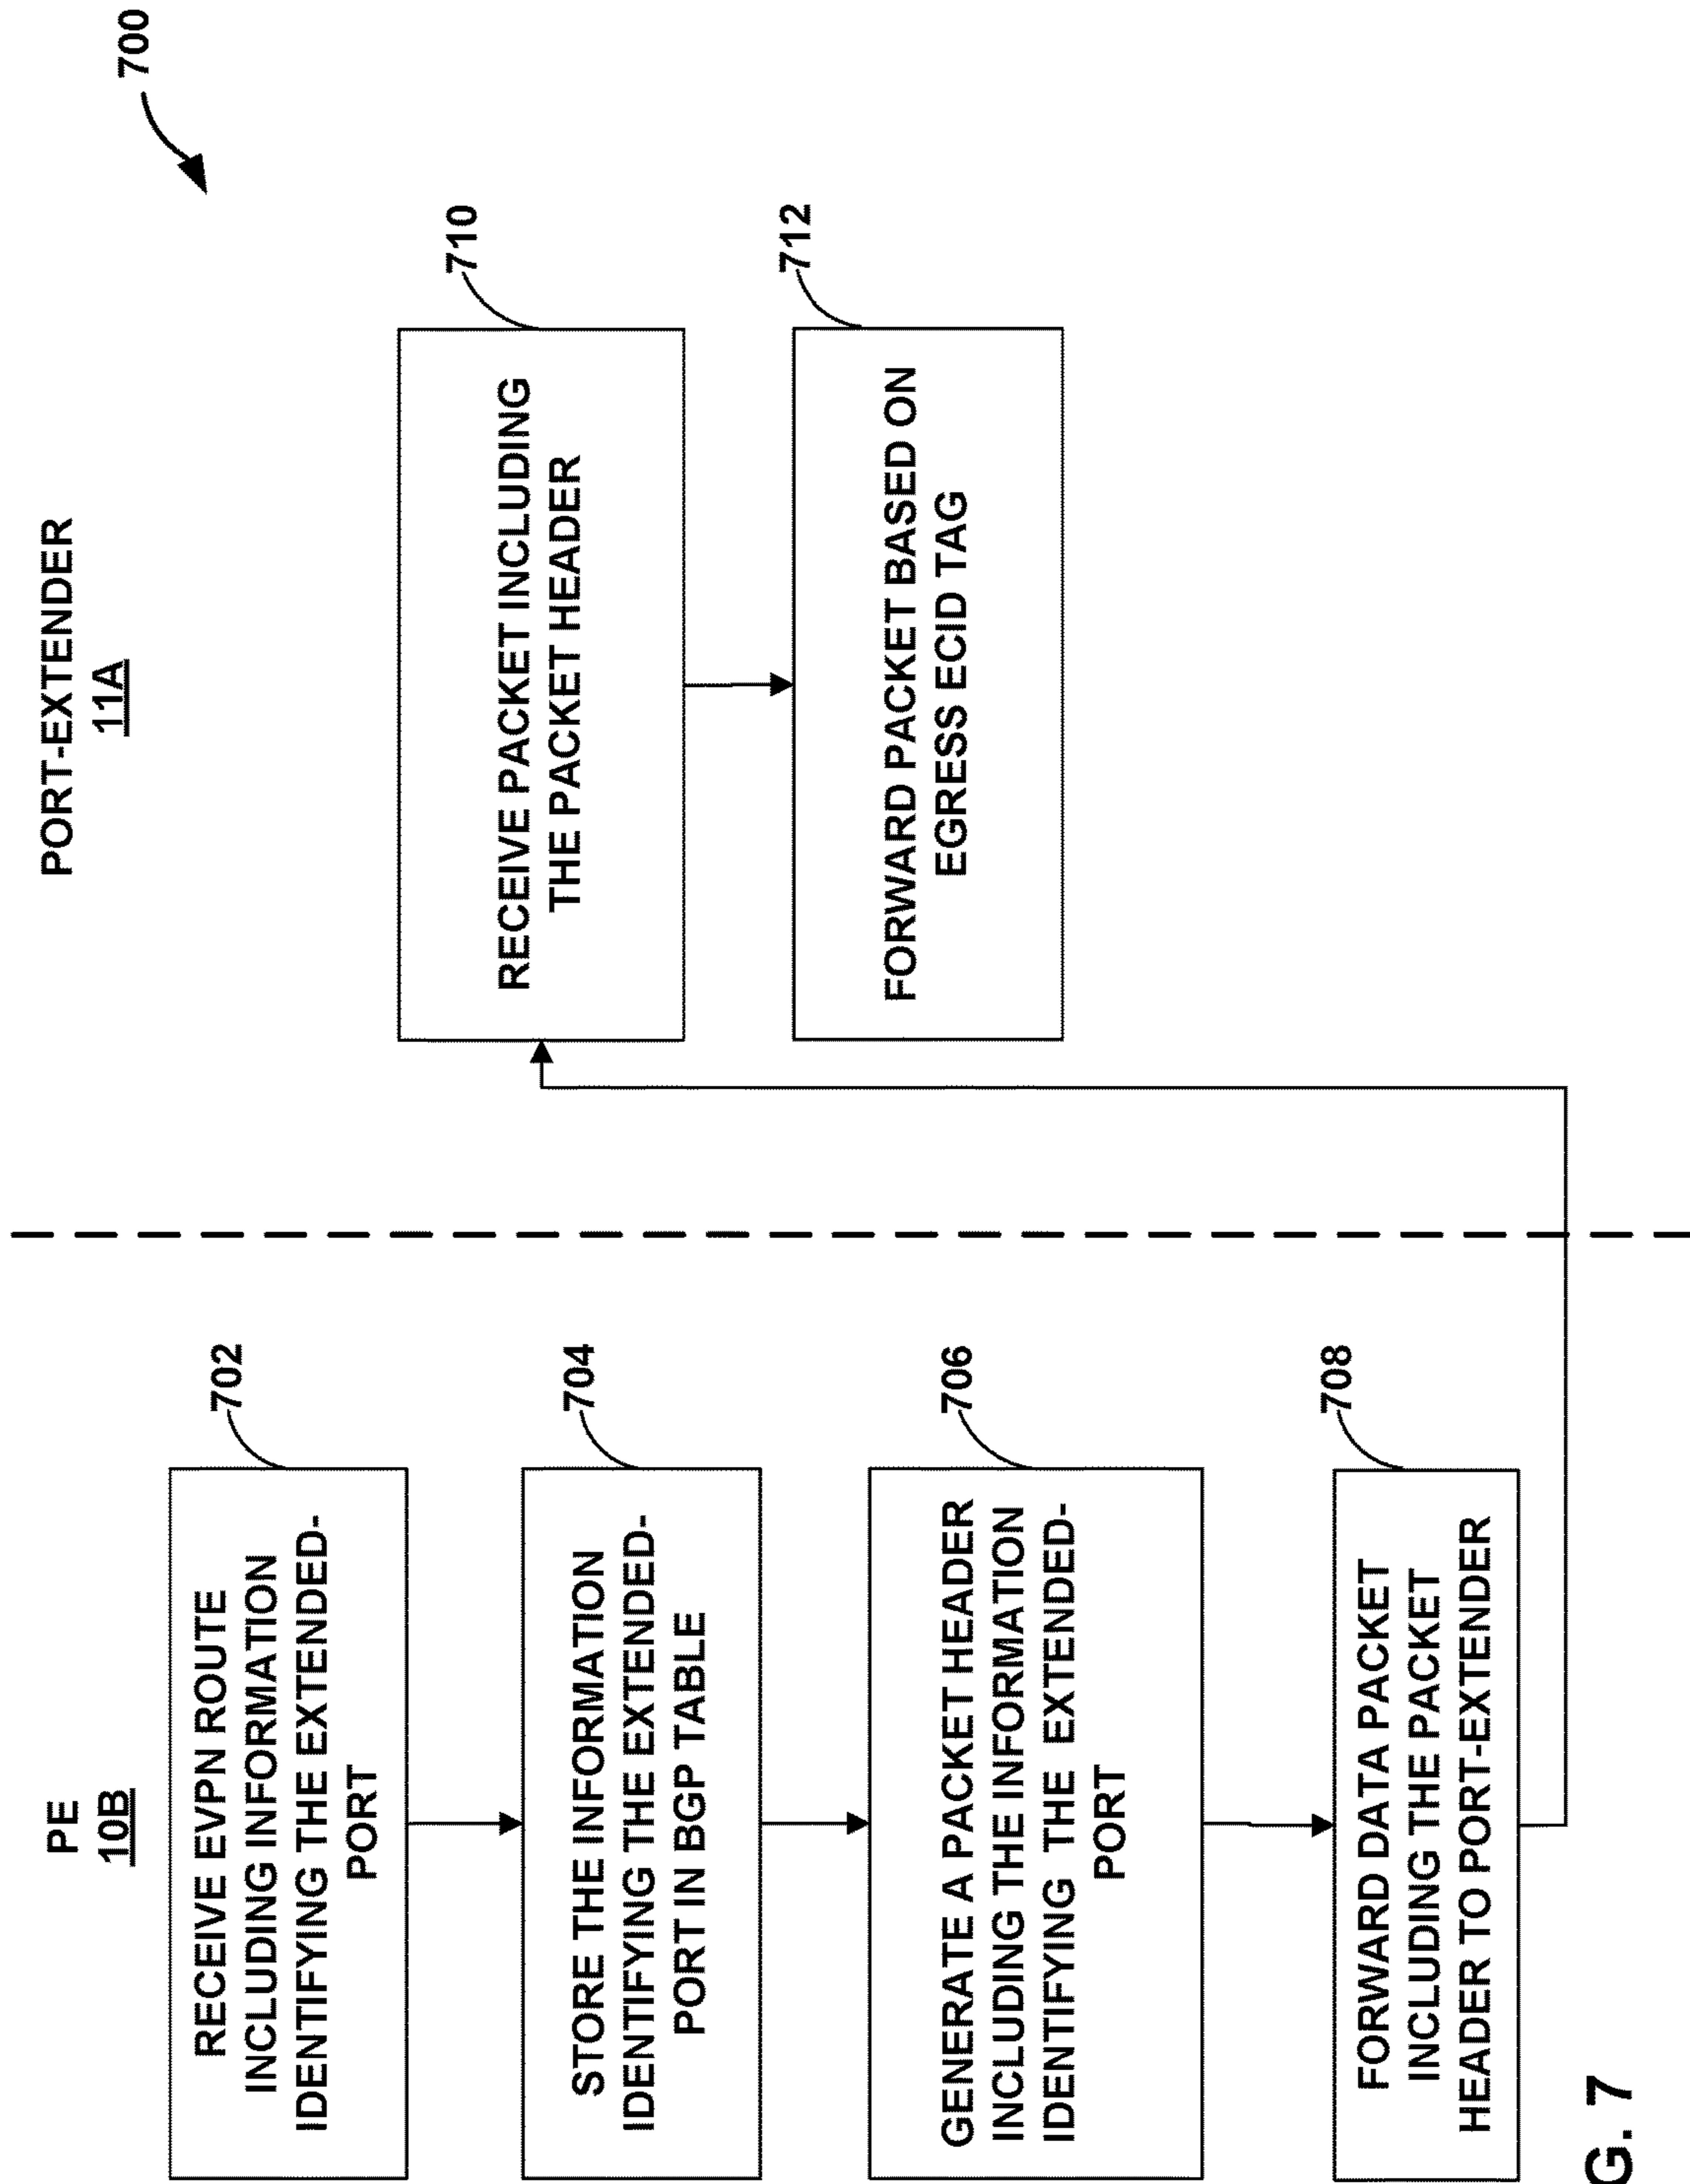 PE
10B
RECEIVE EVPN ROUTE
INCLUDING INFORMATION
IDENTIFYING THE EXTENDED-
PORT
702
STORE THE INFORMATION
IDENTIFYING THE EXTENDED-
PORT IN BGP TABLE
704
GENERATE A PACKET HEADER
INCLUDING THE INFORMATION
IDENTIFYING THE EXTENDED-
PORT
706
FORWARD DATA PACKET
INCLUDING THE PACKET
HEADER TO PORT-EXTENDER
708
PORT-EXTENDER
11A
700
RECEIVE PACKET INCLUDING
THE PACKET HEADER
710
FORWARD PACKET BASED ON
EGRESS ECID TAG
712
G. 7